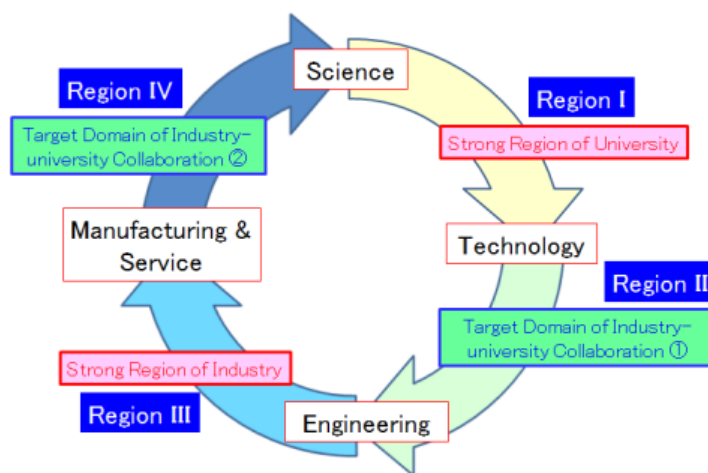 Science
Region I
Strong Region of University
Technology
Region II
Target Domain of Industry-
university Collaboration ①
Engineering
Region III
Strong Region of Industry
Manufacturing &
Service
Region IV
Target Domain of Industry-
university Collaboration ②